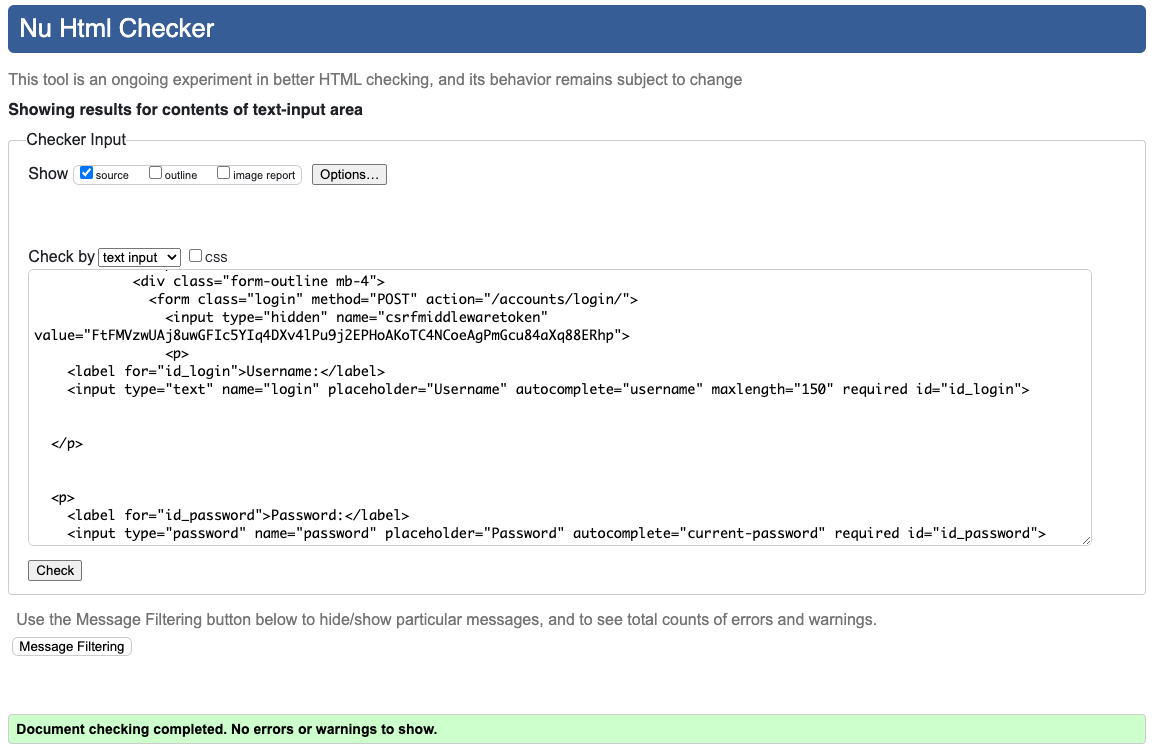 Nu Html Checker
This tool is an ongoing experiment in better HTML checking, and its behavior remains subject to change
Showing results for contents of text-input area
Checker Input
Show source outline image report Options...
Check by text input css
<div class="form-outline mb-4">
<form class="login" method="POST" action="/accounts/login/">
<input type="hidden" name="csrfmiddlewaretoken"
value="FtFMVzwUAj8uwGFIc5YIq4DXv4lPu9j2EPHoAKoTC4NCoeAgPmGcu84aXq88ERhp">
<p>
<label for="id_login">Username:</label>
<input type="text" name="login" placeholder="Username" autocomplete="username" maxlength="150" required id="id_login">
</p>
<p>
<label for="id_password">Password:</label>
<input type="password" name="password" placeholder="Password" autocomplete="current-password" required id="id_password">
Check
Use the Message Filtering button below to hide/show particular messages, and to see total counts of errors and warnings.
Message Filtering
Document checking completed. No errors or warnings to show.